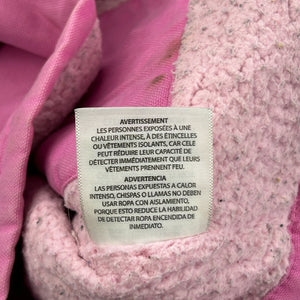 AVERTISSEMENT
LES PERSONNES EXPOSÉES À UNE
CHALEUR INTENSE, À DES ÉTINCELLES
OU VÊTEMENTS ISOLANTS, CAR CELE
PEUT RÉDUIRE LEUR CAPACITÉ DE
DÉTECTER IMMÉDIATEMENT QUE LEURS
VÊTEMENTS PRENNENT FEU.
ADVERTENCIA
LAS PERSONAS EXPUESTAS A CALOR
INTENSO, CHISPAS O LLAMAS NO DEBEN
USAR ROPA CON AISLAMIENTO,
PORQUE ESTO REDUCE LA HABILIDAD
DE DETECTAR ROPA ENCENDIDA DE
INMEDIATO.